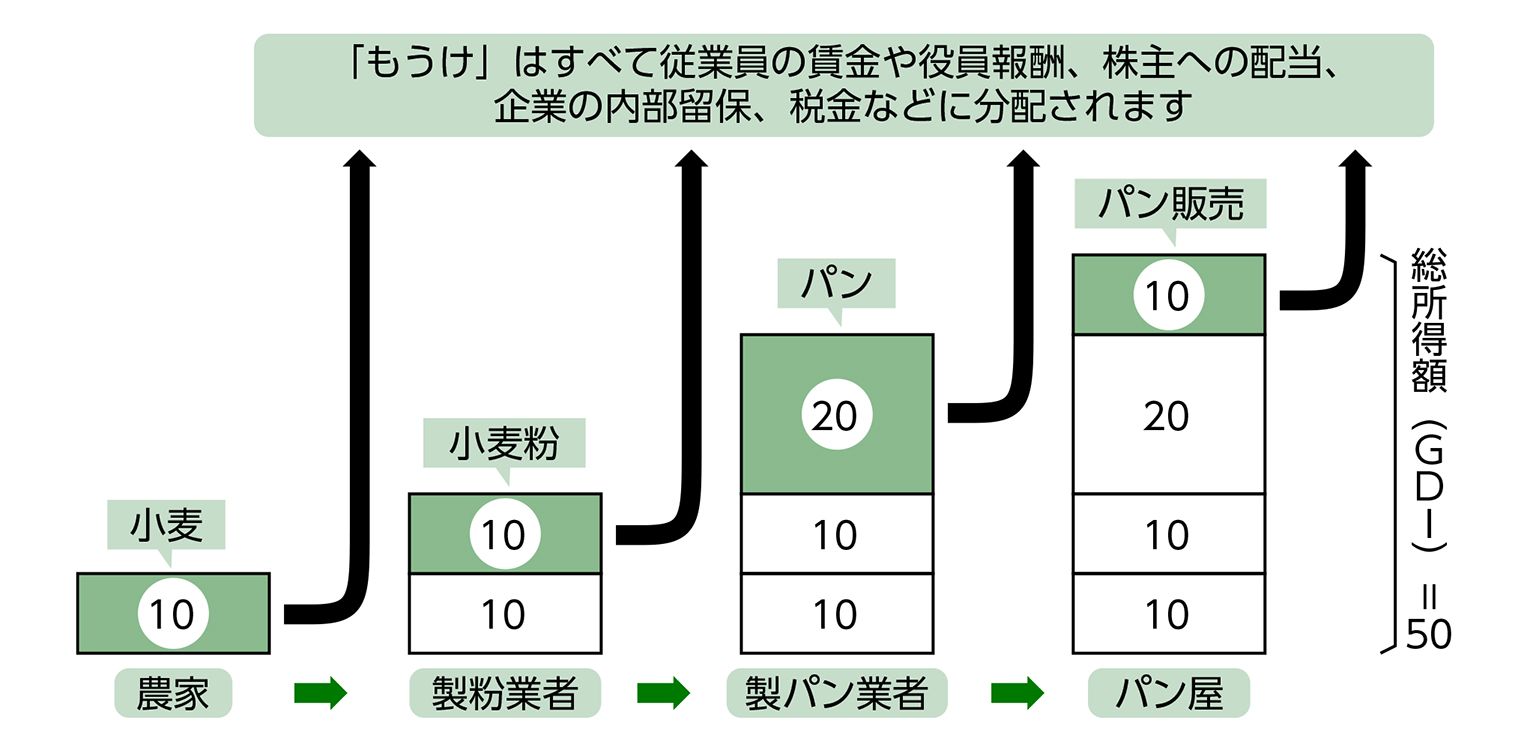 「もうけ」はすべて従業員の賃金や役員報酬、株主への配当、
企業の内部留保、税金などに分配されます
小麦
10
農家
小麦粉
10
10
製粉業者
パン
20
10
10
製パン業者
パン販売
10
20
10
10
パン屋
総所得額(GDI)=50